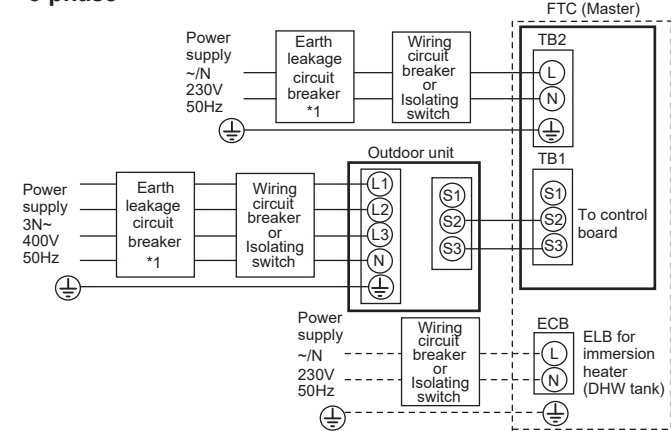 3 phase
FTC (Master)
Power
supply
~/N
230V
50Hz
Earth
leakage
circuit
breaker
*1
Wiring
circuit
breaker
or
Isolating
switch
TB2
L
N
Outdoor unit
TB1
Power
supply
3N~
400V
50Hz
Earth
leakage
circuit
breaker
*1
Wiring
circuit
breaker
or
Isolating
switch
L1
L2
L3
N
S1
S2
S3
S1
S2
S3
To control
board
Power
supply
~/N
230V
50Hz
Wiring
circuit
breaker
or
Isolating
switch
ECB
L
N
ELB for
immersion
heater
(DHW tank)